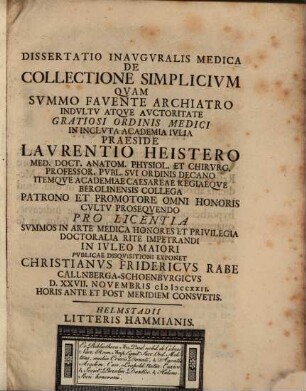 DISSERTATIO INAVGVRALIS MEDICA
DE
COLLECTIONE SIMPLICIVM
QVAM
SVMMO FAVENTE ARCHIATRO
INDVLTV ATQVE AVCTORITATE
GRATIOSI ORDINIS MEDICI
IN INCLVTA ACADEMIA IVLIA
PRAESIDE
LAVRENTIO HEISTERO
MED. DOCT. ANATOM. PHYSIOL. ET CHIRVRG.
PROFESSOR. PVBL. SVI ORDINIS DECANO
ITEMQVE ACADEMIAE CAESAREAE REGIAEQVE
BEROLINENSIS COLLEGA
PATRONO ET PROMOTORE OMNI HONORIS
CVLTV PROSEQVENDO
PRO LICENTIA
SVMMOS IN ARTE MEDICA HONORES ET PRIVILEGIA
DOCTORALIA RITE IMPETRANDI
IN IVLEO MAIORI
PVBLICAE DISQVISITIONI EXPONET
CHRISTIANVS FRIDERICVS RABE
CALLNBERGA-SCHOENBVRGICVS
D. XXVII. NOVEMBRIS CIƆIƆCCXXII.
HORIS ANTE ET POST MERIDIEM CONSVETIS.
HELMSTADII
LITTERIS HAMMIANIS.